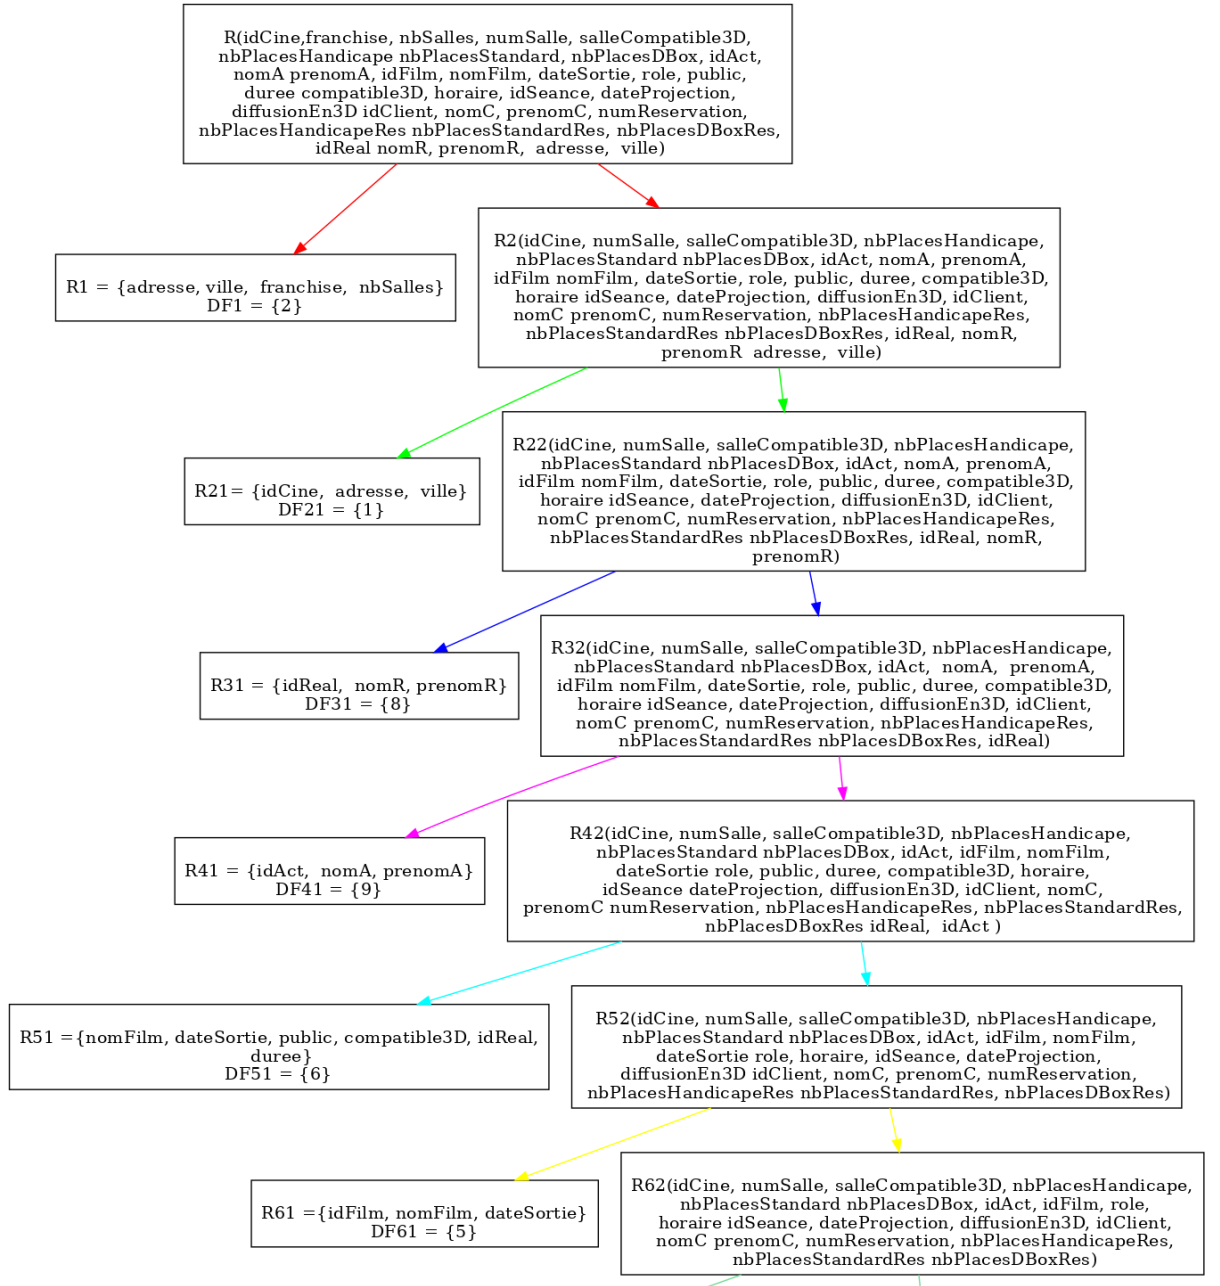 R(idCine,franchise, nbSalles, numSalle, salleCompatible3D,
nbPlacesHandicape nbPlacesStandard, nbPlacesDBox, idAct,
nomA prenomA, idFilm, nomFilm, dateSortie, role, public,
duree compatible3D, horaire, idSeance, dateProjection,
diffusionEn3D idClient, nomC, prenomC, numReservation,
nbPlacesHandicapeRes nbPlacesStandardRes, nbPlacesDBoxRes,
idReal nomR, prenomR, adresse, ville)
R1 = {adresse, ville, franchise, nbSalles}
DF1 = {2}
R2(idCine, numSalle, salleCompatible3D, nbPlacesHandicape,
nbPlacesStandard nbPlacesDBox, idAct, nomA, prenomA,
idFilm nomFilm, dateSortie, role, public, duree, compatible3D,
horaire idSeance, dateProjection, diffusionEn3D, idClient,
nomC prenomC, numReservation, nbPlacesHandicapeRes,
nbPlacesStandardRes nbPlacesDBoxRes, idReal, nomR,
prenomR adresse, ville)
R21= {idCine, adresse, ville}
DF21 = {1}
R22(idCine, numSalle, salleCompatible3D, nbPlacesHandicape,
nbPlacesStandard nbPlacesDBox, idAct, nomA, prenomA,
idFilm nomFilm, dateSortie, role, public, duree, compatible3D,
horaire idSeance, dateProjection, diffusionEn3D, idClient,
nomC prenomC, numReservation, nbPlacesHandicapeRes,
nbPlacesStandardRes nbPlacesDBoxRes, idReal, nomR,
prenomR)
R31 = {idReal, nomR, prenomR}
DF31 = {8}
R32(idCine, numSalle, salleCompatible3D, nbPlacesHandicape,
nbPlacesStandard nbPlacesDBox, idAct, nomA, prenomA,
idFilm nomFilm, dateSortie, role, public, duree, compatible3D,
horaire idSeance, dateProjection, diffusionEn3D, idClient,
nomC prenomC, numReservation, nbPlacesHandicapeRes,
nbPlacesStandardRes nbPlacesDBoxRes, idReal)
R41 = {idAct, nomA, prenomA}
DF41 = {9}
R42(idCine, numSalle, salleCompatible3D, nbPlacesHandicape,
nbPlacesStandard nbPlacesDBox, idAct, idFilm, nomFilm,
dateSortie role, public, duree, compatible3D, horaire,
idSeance dateProjection, diffusionEn3D, idClient, nomC,
prenomC numReservation, nbPlacesHandicapeRes, nbPlacesStandardRes,
nbPlacesDBoxRes idReal, idAct )
R51 ={nomFilm, dateSortie, public, compatible3D, idReal,
duree}
DF51 = {6}
R52(idCine, numSalle, salleCompatible3D, nbPlacesHandicape,
nbPlacesStandard nbPlacesDBox, idAct, idFilm, nomFilm,
dateSortie role, horaire, idSeance, dateProjection,
diffusionEn3D idClient, nomC, prenomC, numReservation,
nbPlacesHandicapeRes nbPlacesStandardRes, nbPlacesDBoxRes)
R61 ={idFilm, nomFilm, dateSortie}
DF61 = {5}
R62(idCine, numSalle, salleCompatible3D, nbPlacesHandicape,
nbPlacesStandard nbPlacesDBox, idAct, idFilm, role,
horaire idSeance, dateProjection, diffusionEn3D, idClient,
nomC prenomC, numReservation, nbPlacesHandicapeRes,
nbPlacesStandardRes nbPlacesDBoxRes)